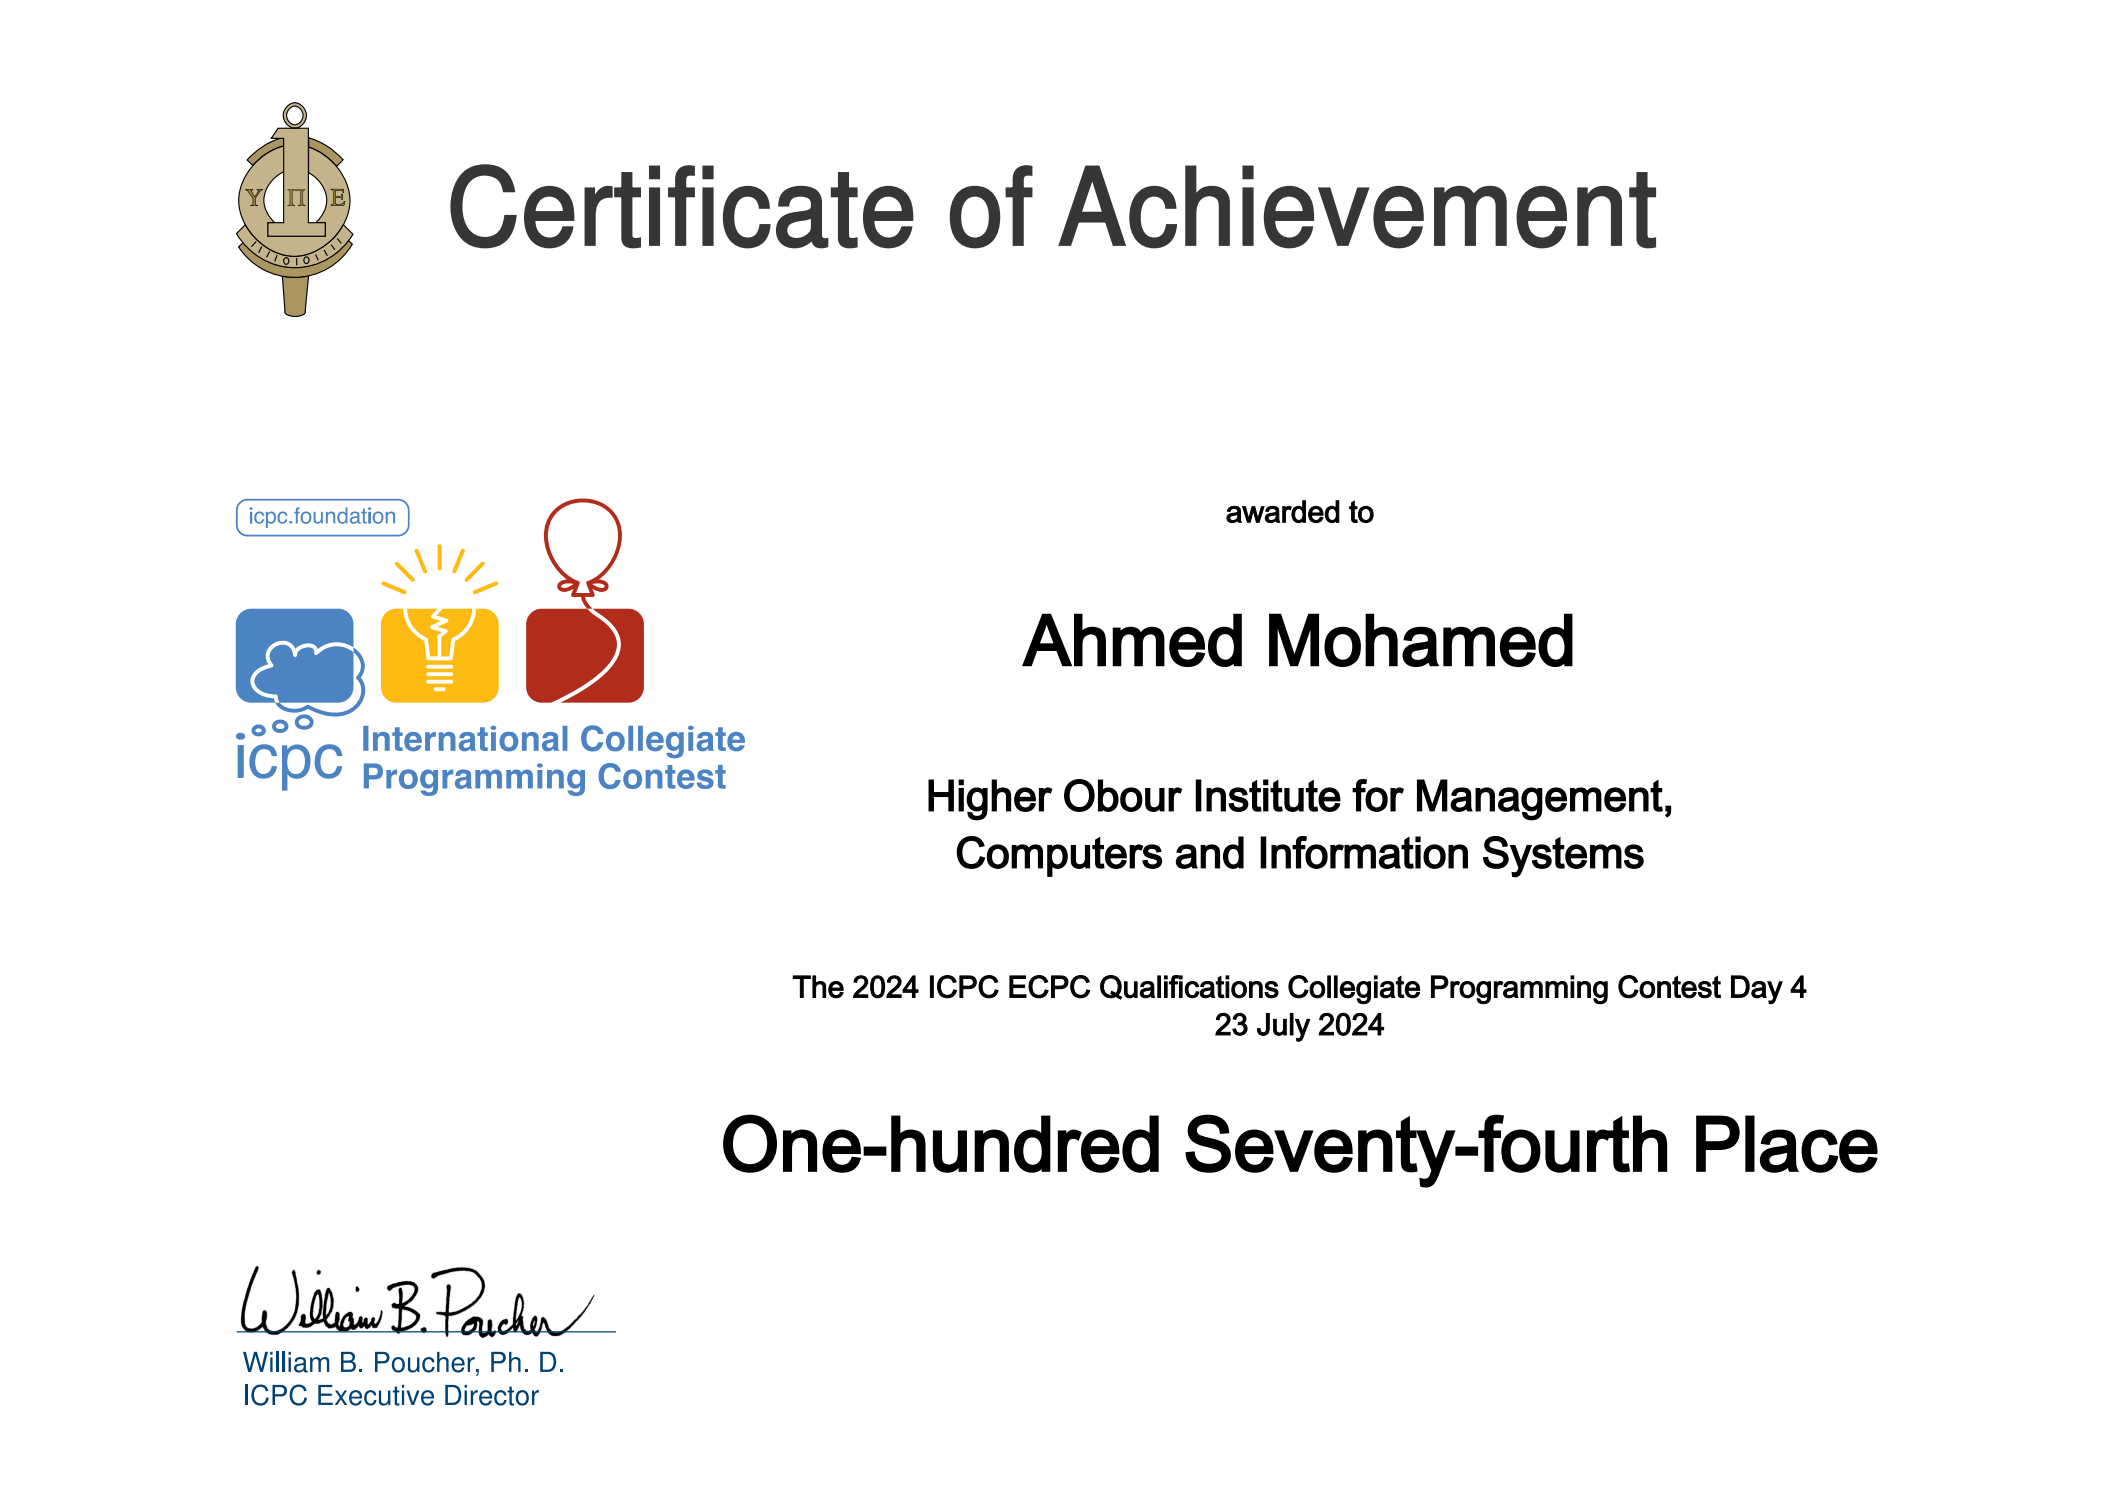 Certificate of Achievement
Υ Π Ε
icpc.foundation
icpc
International Collegiate
Programming Contest
awarded to
Ahmed Mohamed
Higher Obour Institute for Management,
Computers and Information Systems
The 2024 ICPC ECPC Qualifications Collegiate Programming Contest Day 4
23 July 2024
One-hundred Seventy-fourth Place
William B. Poucher
William B. Poucher, Ph. D.
ICPC Executive Director